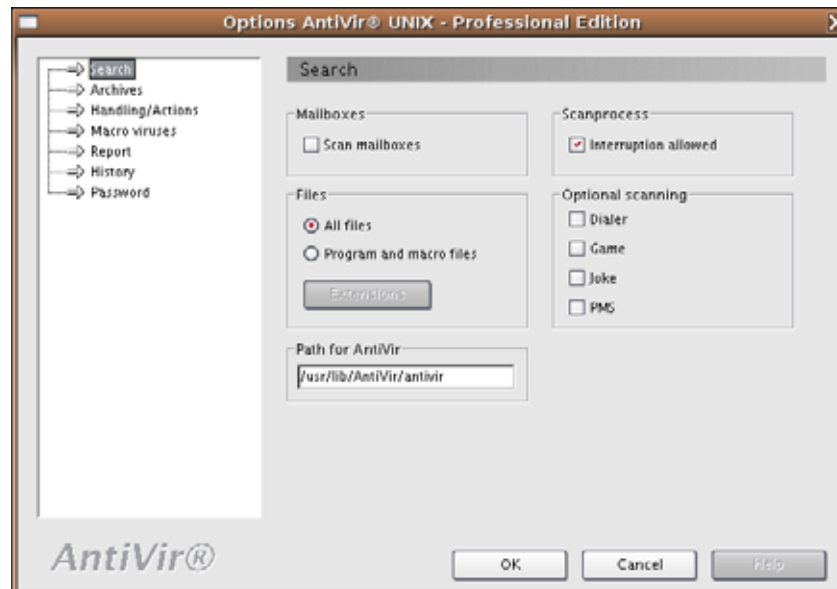 Options AntiVir® UNIX - Professional Edition
Search
Archives
Handling/Actions
Macro viruses
Report
History
Password
Search
Mailboxes
Scan mailboxes
Scanprocess
Interruption allowed
Files
All files
Program and macro files
Extensions
Optional scanning
Dialer
Game
Joke
PMS
Path for AntiVir
/usr/lib/AntiVir/antivir
AntiVir®
OK
Cancel
Help